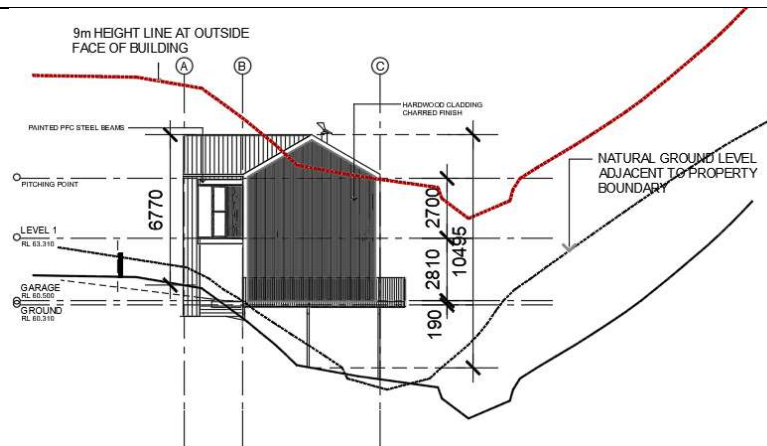 9m HEIGHT LINE AT OUTSIDE
FACE OF BUILDING
A
B
C
PAINTED PFC STEEL BEAMS
HARDWOOD CLADDING
CHARRED FINISH
NATURAL GROUND LEVEL
ADJACENT TO PROPERTY
BOUNDARY
PITCHING POINT
6770
2700
LEVEL 1
RL 63.310
10495
2810
GARAGE
RL 60.500
GROUND
RL 60.310
190